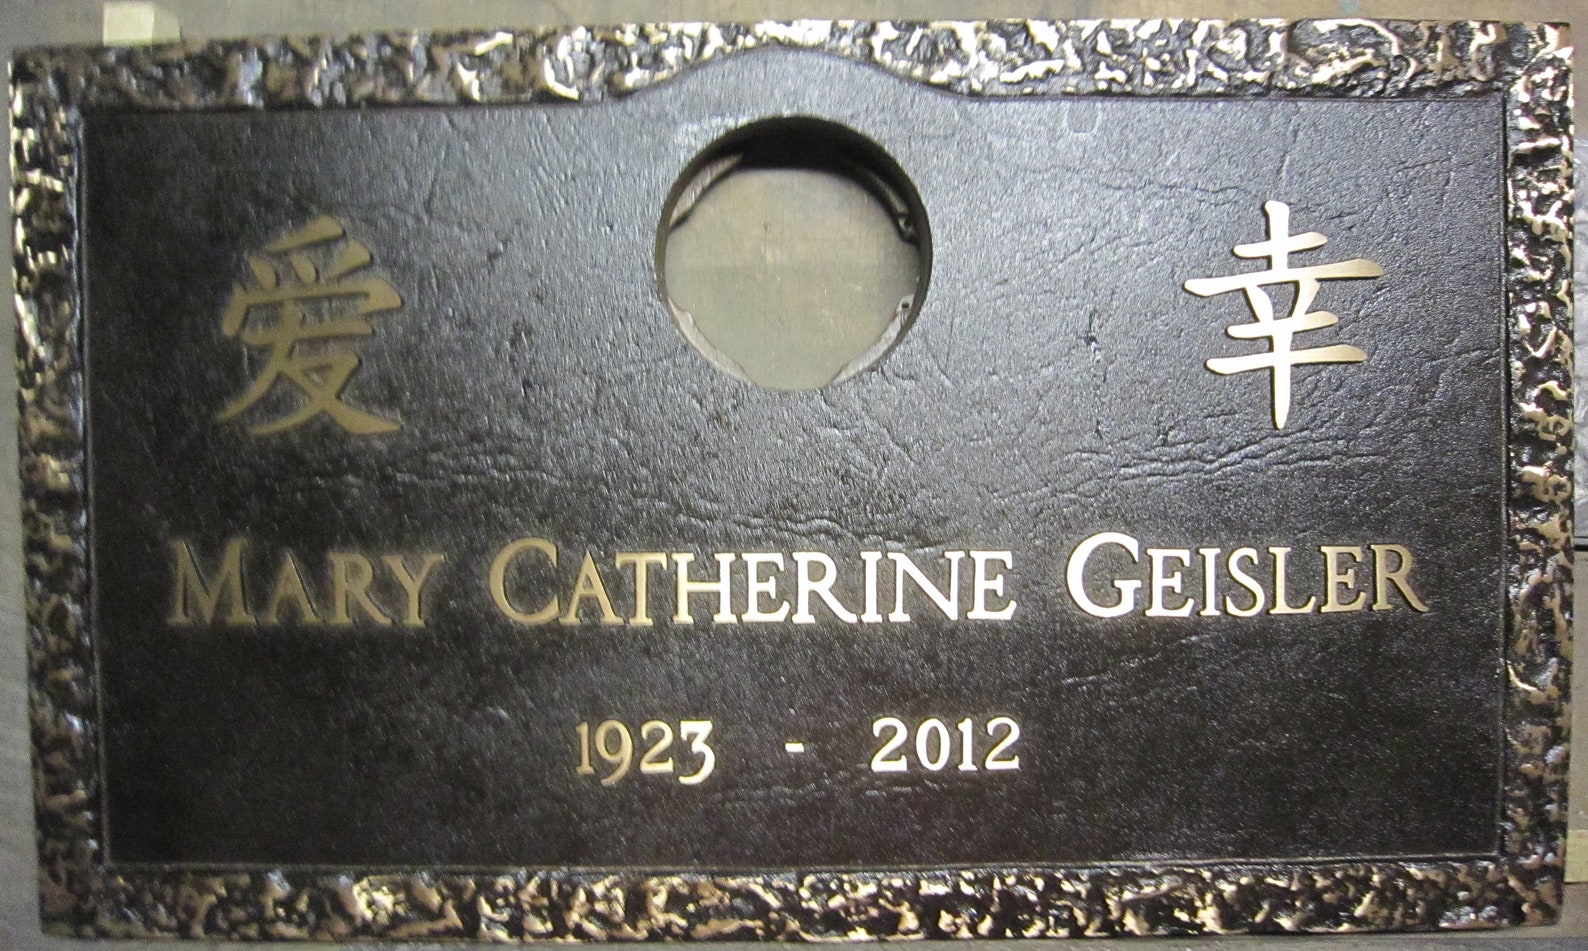 爱 幸
MARY CATHERINE GEISLER
1923 - 2012